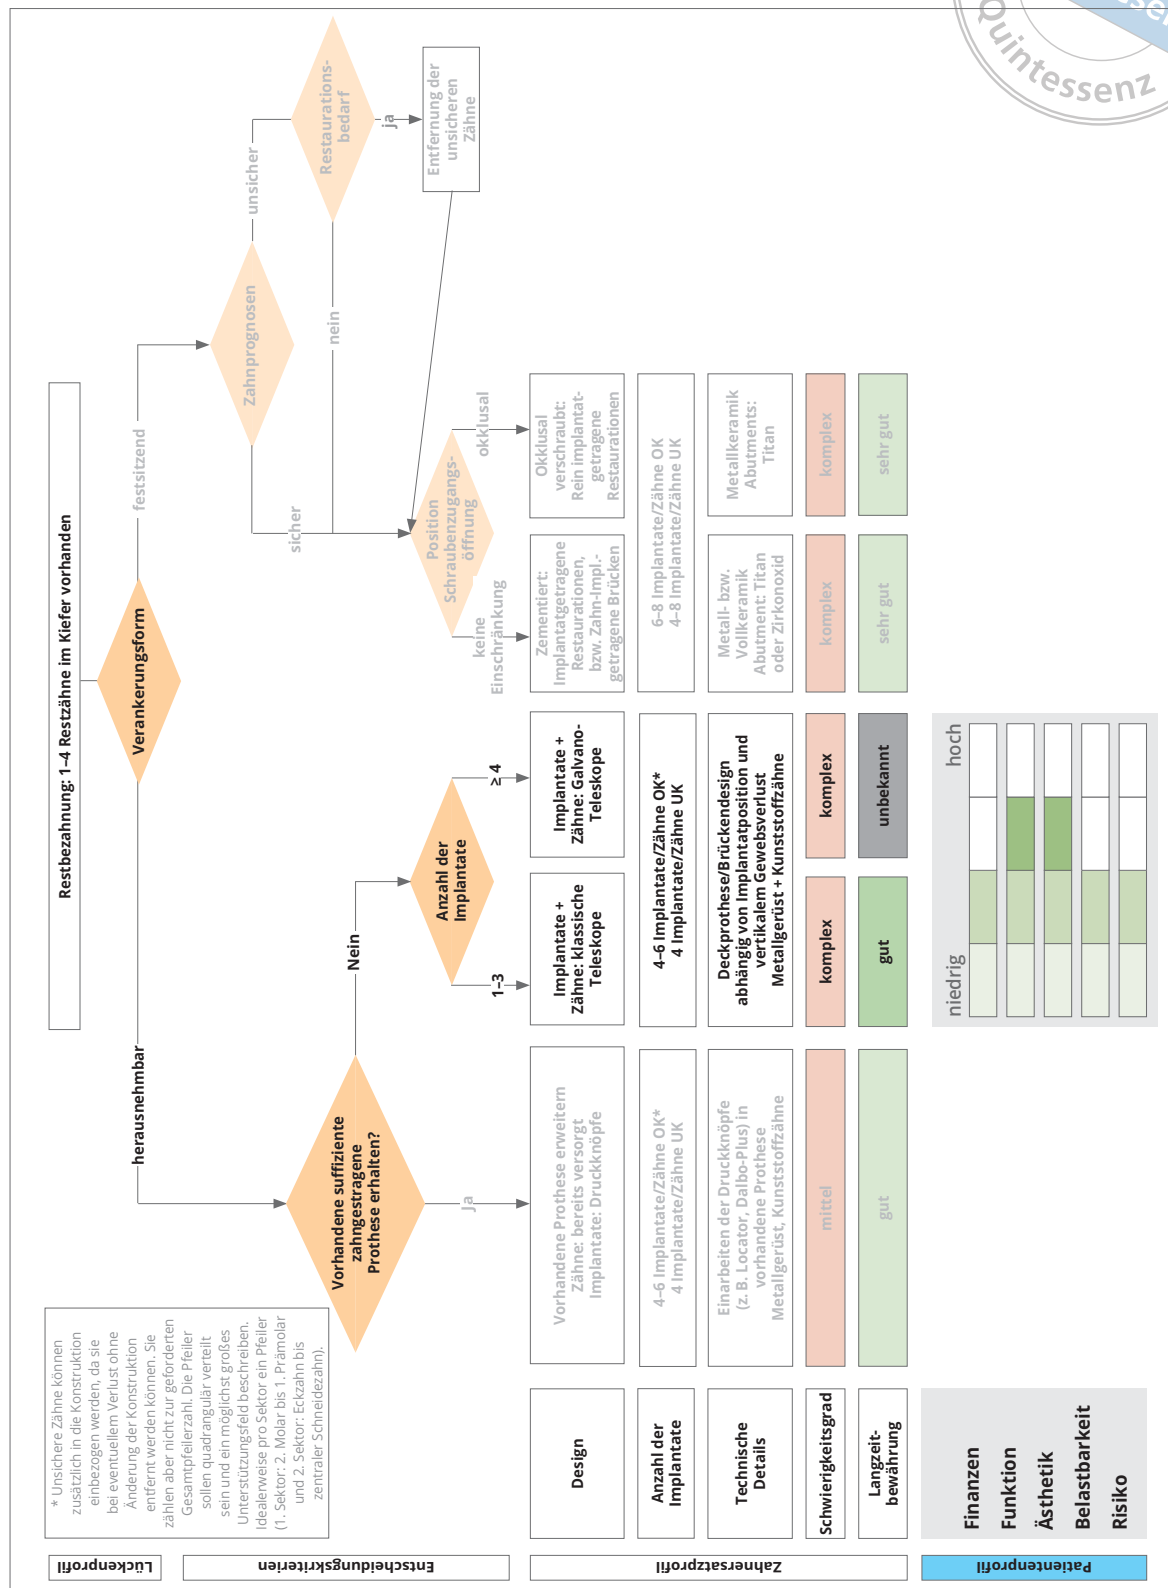 Restbezahnung: 1–4 Restzähne im Kiefer vorhanden
Verankerungsform
herausnehmbar
festsitzend
* Unsichere Zähne können
zusätzlich in die Konstruktion
einbezogen werden, da sie
bei eventuellem Verlust ohne
Änderung der Konstruktion
entfernt werden können. Sie
zählen aber nicht zur geforderten
Gesamtpfeilerzahl. Die Pfeiler
sollen quadrangulär verteilt
sein und ein möglichst großes
Unterstützungsfeld beschreiben.
Idealerweise pro Sektor ein Pfeiler
(1. Sektor: 2. Molar bis 1. Prämolar
und 2. Sektor: Eckzahn bis
zentraler Schneidezahn).
Vorhandene suffiziente
zahngestragene
Prothese erhalten?
Ja
Nein
Anzahl der
Implantate
1–3
≥ 4
Zahnprognosen
sicher
unsicher
Restaurations-
bedarf
nein
ja
Entfernung der
unsicheren
Zähne
Position
Schraubenzugangs-
öffnung
keine
Einschränkung
okklusal
Lückenprofil
Entscheidungskriterien
Zahnersatzprofil
Patientenprofil
Design
Vorhandene Prothese erweitern
Zähne: bereits versorgt
Implantate: Druckknöpfe
Implantate +
Zähne: klassische
Teleskope
Implantate +
Zähne: Galvano-
Teleskope
Zementiert:
Implantatgetragene
Restaurationen,
bzw. Zahn-Impl.-
getragene Brücken
Okklusal
verschraubt:
Rein implantat-
getragene
Restaurationen
Anzahl der
Implantate
4–6 Implantate/Zähne OK*
4 Implantate/Zähne UK
4–6 Implantate/Zähne OK*
4 Implantate/Zähne UK
6–8 Implantate/Zähne OK
4–8 Implantate/Zähne UK
Technische
Details
Einarbeiten der Druckknöpfe
(z. B. Locator, Dalbo-Plus) in
vorhandene Prothese
Metallgerüst, Kunststoffzähne
Deckprothese/Brückendesign
abhängig von Implantatposition und
vertikalem Gewebsverlust
Metallgerüst + Kunststoffzähne
Metall- bzw.
Vollkeramik
Abutment: Titan
oder Zirkonoxid
Metallkeramik
Abutments:
Titan
Schwierigkeitsgrad
mittel
komplex
komplex
komplex
komplex
Langzeit-
bewährung
gut
gut
unbekannt
sehr gut
sehr gut
niedrig
hoch
Finanzen
Funktion
Ästhetik
Belastbarkeit
Risiko
Quintessenz